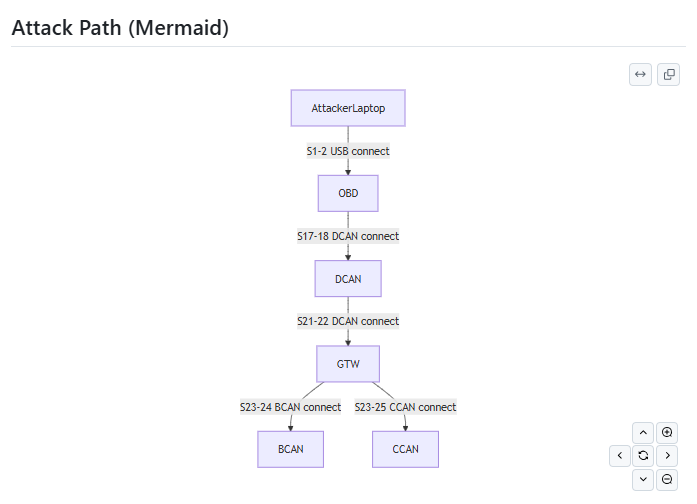 Attack Path (Mermaid)
AttackerLaptop
S1-2 USB connect
OBD
S17-18 DCAN connect
DCAN
S21-22 DCAN connect
GTW
S23-24 BCAN connect
S23-25 CCAN connect
BCAN
CCAN